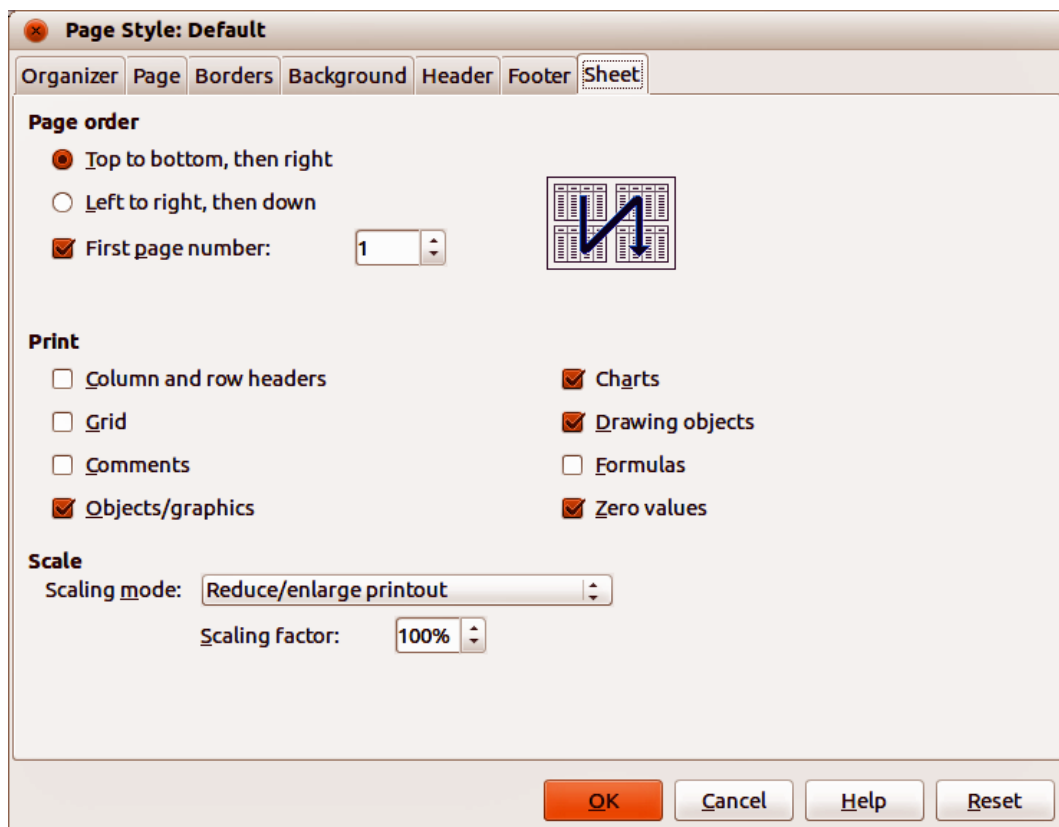 Page Style: Default
Organizer Page Borders Background Header Footer Sheet
Page order
Top to bottom, then right
Left to right, then down
First page number: 1
Print
Column and row headers
Charts
Grid
Drawing objects
Comments
Formulas
Objects/graphics
Zero values
Scale
Scaling mode: Reduce/enlarge printout
Scaling factor: 100%
OK Cancel Help Reset